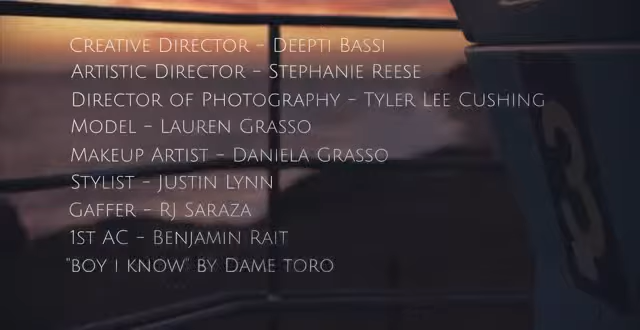 Creative Director - Deepti Bassi
Artistic Director - Stephanie Reese
Director of Photography - Tyler Lee Cushing
Model - Lauren Grasso
Makeup Artist - Daniela Grasso
Stylist - Justin Lynn
Gaffer - RJ Saraza
1st AC - Benjamin Rait
"boy i know" by Dame toro
3